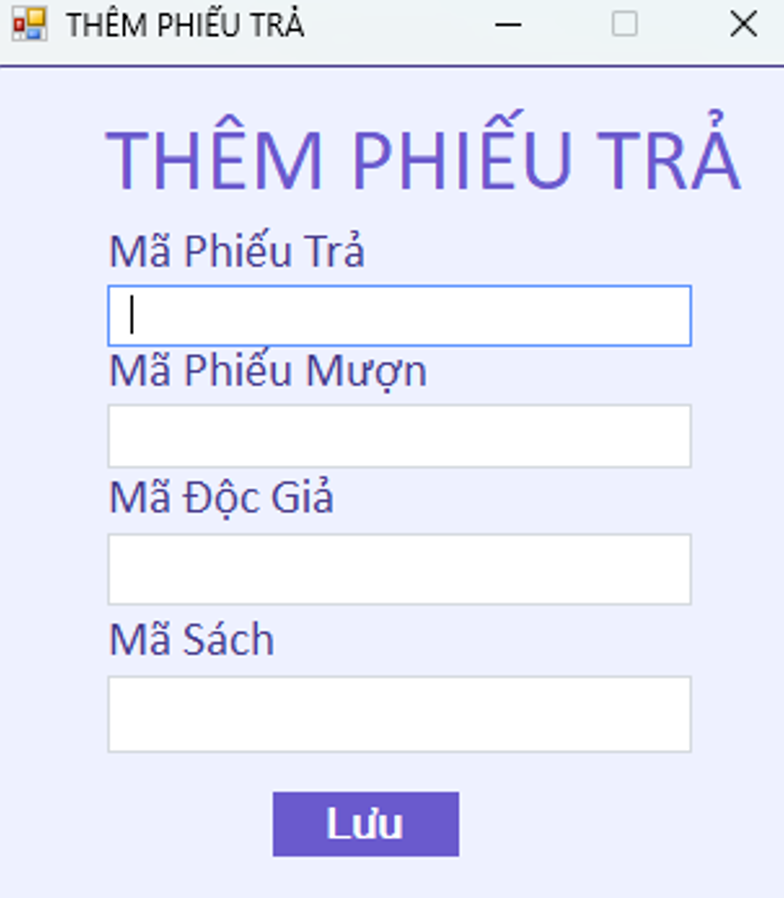 THÊM PHIẾU TRẢ
THÊM PHIẾU TRẢ
Mã Phiếu Trả
Mã Phiếu Mượn
Mã Độc Giả
Mã Sách
Lưu